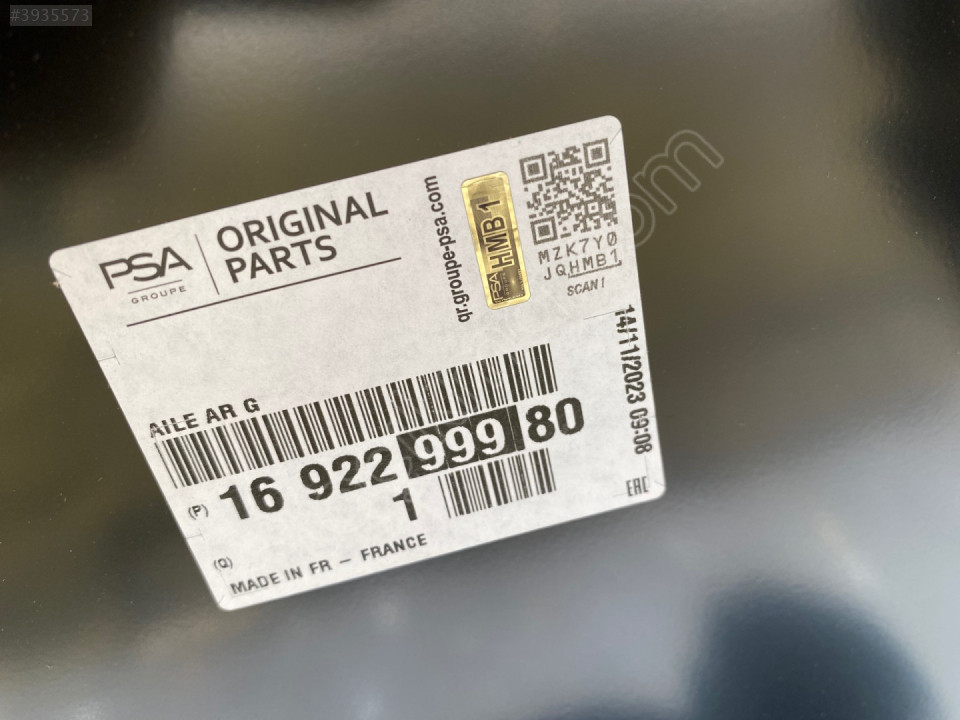 #3935573
PSA
GROUPE
ORIGINAL
PARTS
qr.groupe-psa.com
PSA
HMB1
MZK7Y0
JQHMB1
SCAN!
14/11/2023 09:08
AILE AR G
(P) 16 922 999 80
(Q) 1
MADE IN FR – FRANCE
EAC